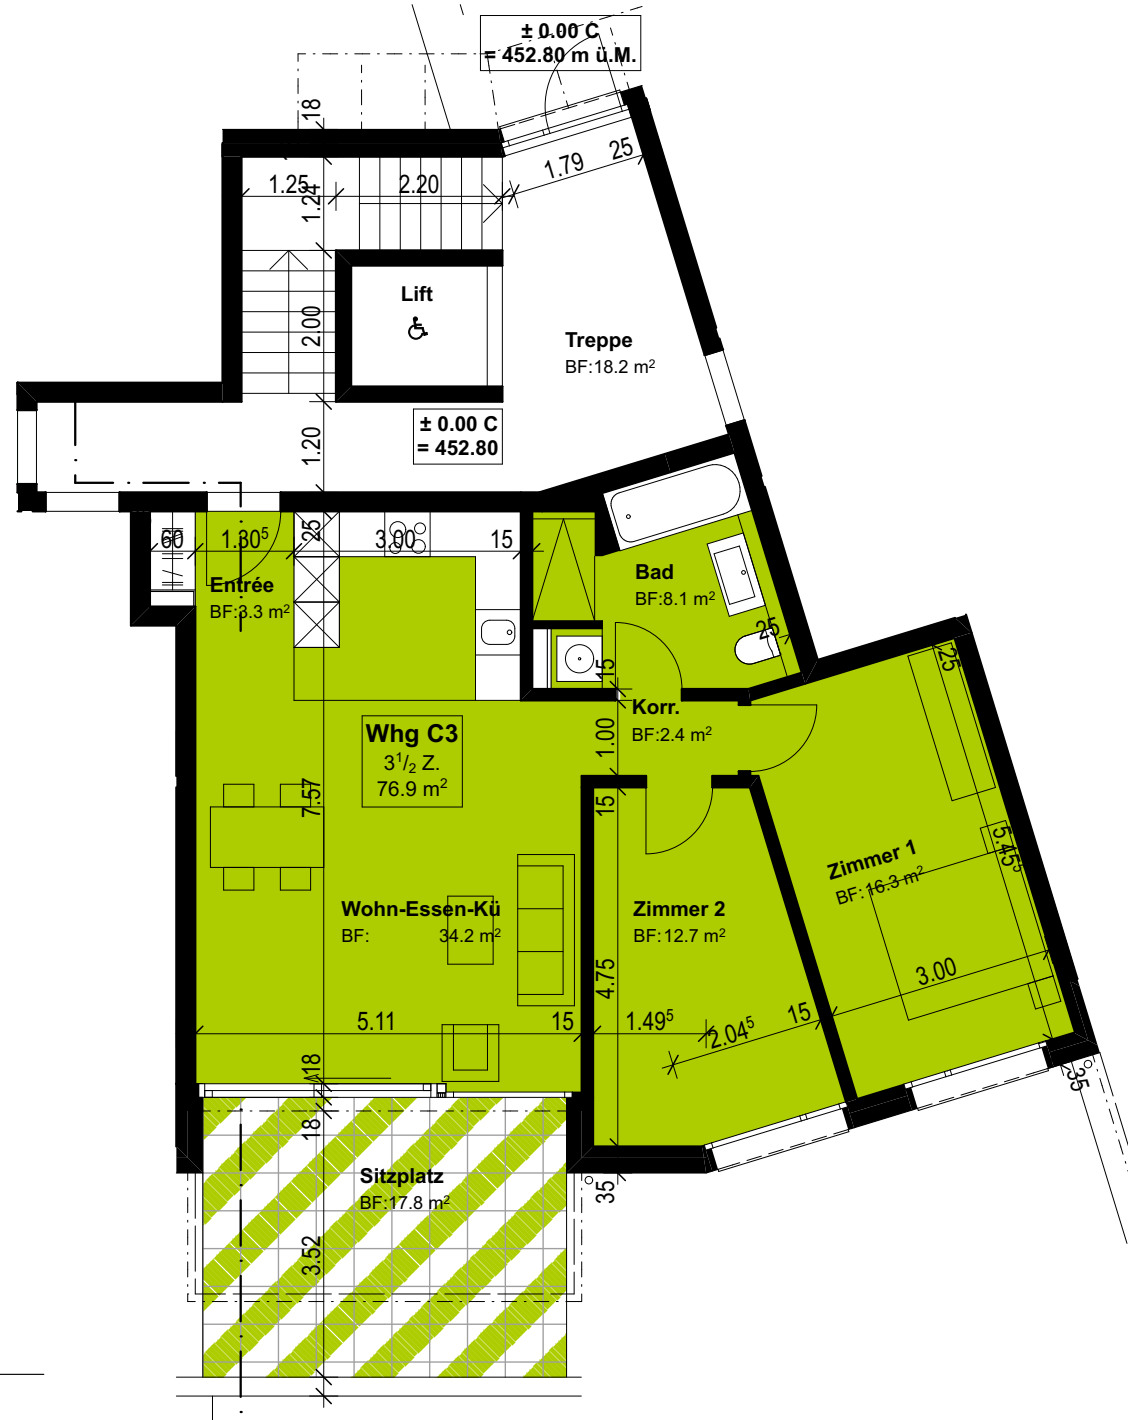 ± 0.00 C
= 452.80 m ü.M.
18
1.79
25
1.25
1.24
2.20
Lift
2.00
Treppe
BF:18.2 m²
± 0.00 C
= 452.80
1.20
60
1.30⁵
25
3.00
15
Entrée
BF:3.3 m²
Bad
BF:8.1 m²
25
15
25
Korr.
BF:2.4 m²
1.00
Whg C3
3¹/₂ Z.
76.9 m²
7.57
15
5.45⁵
Zimmer 1
BF:16.3 m²
Wohn-Essen-Kü
BF: 34.2 m²
Zimmer 2
BF:12.7 m²
4.75
3.00
5.11
15
1.49⁵
2.04⁵
15
18
35
18
Sitzplatz
BF:17.8 m²
35
3.52